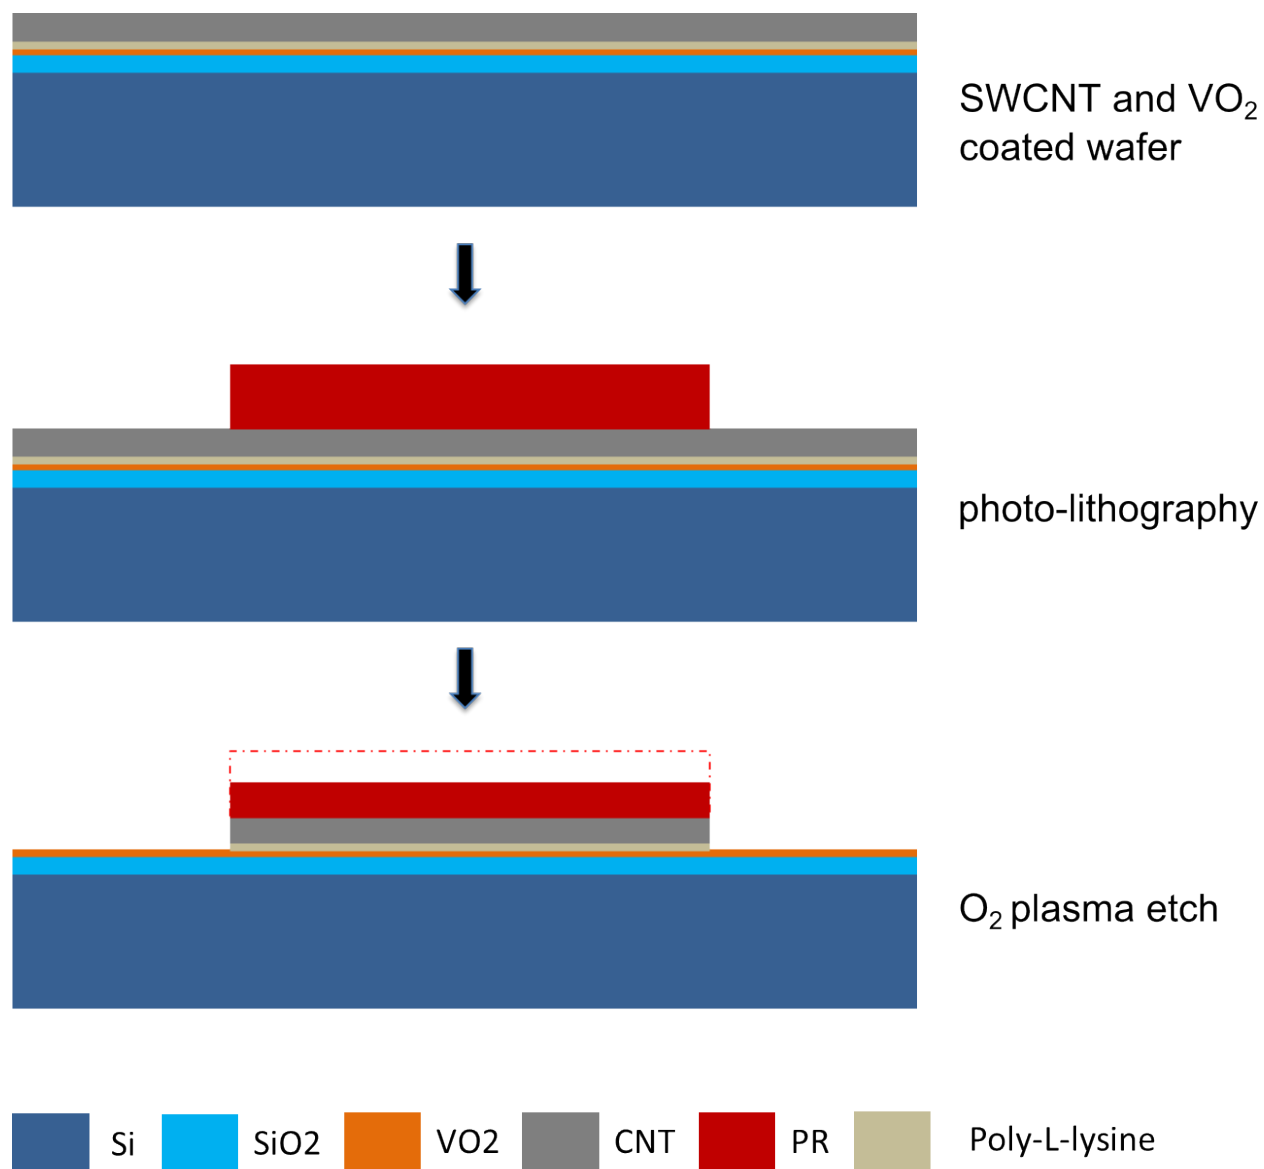 SWCNT and VO₂
coated wafer
photo-lithography
O₂ plasma etch
Si SiO2 VO2 CNT PR Poly-L-lysine